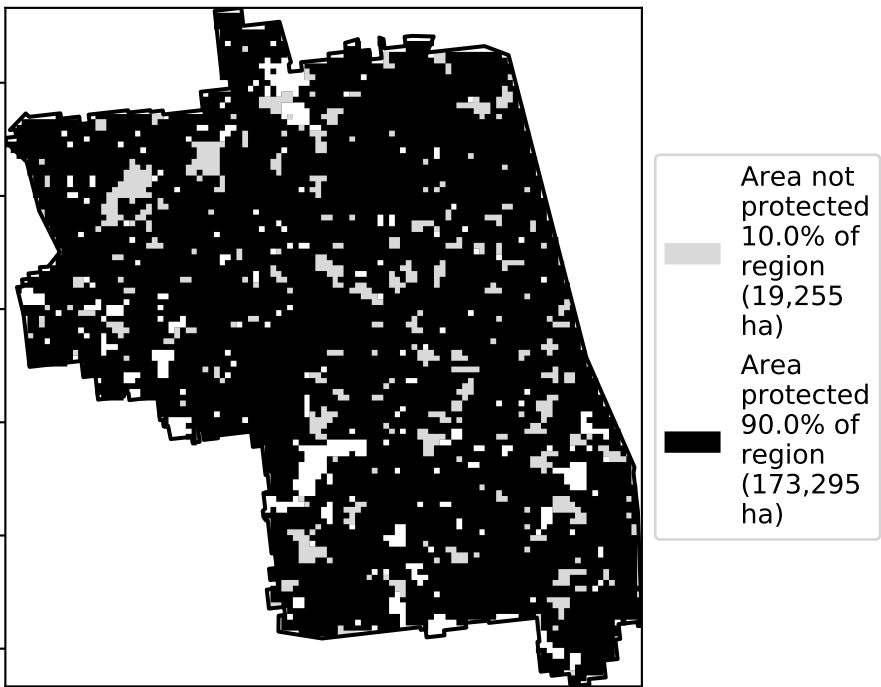 Area not
protected
10.0% of
region
(19,255
ha)
Area
protected
90.0% of
region
(173,295
ha)